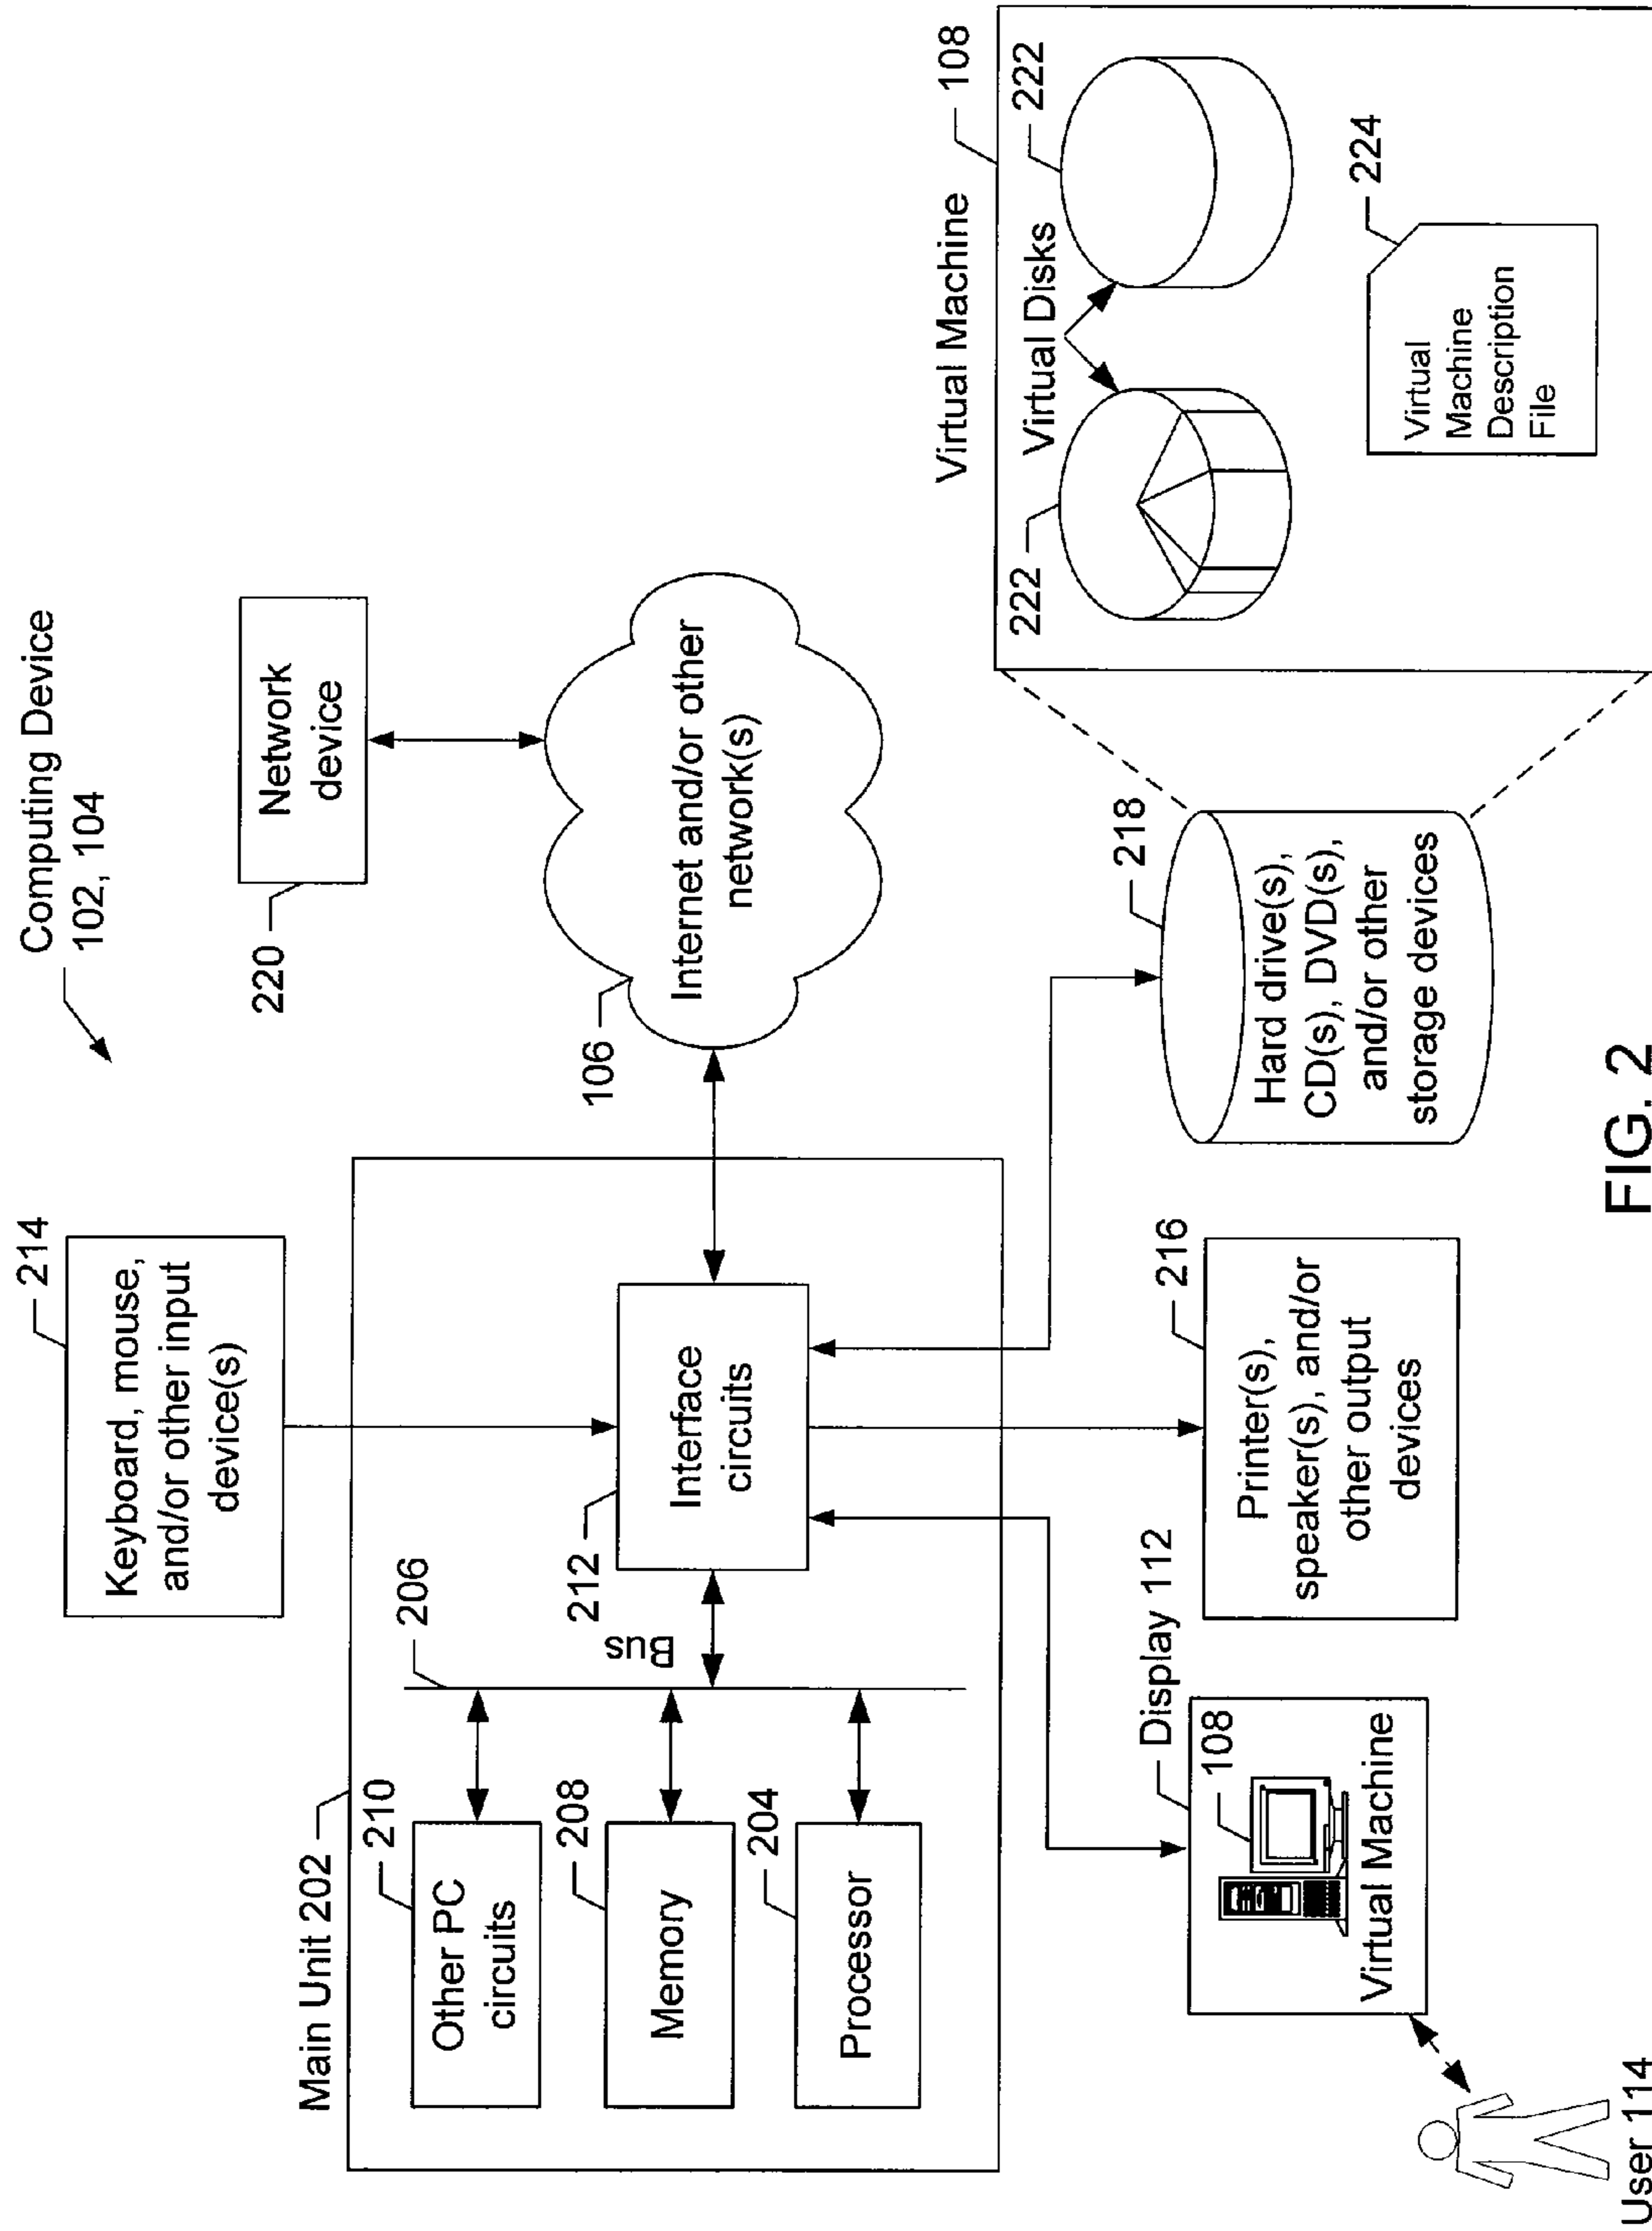 Computing Device
102, 104
214
Keyboard, mouse,
and/or other input
device(s)
220
Network
device
Main Unit 202
210
Other PC
circuits
206
Bus
212
Interface
circuits
106
Internet and/or other
network(s)
208
Memory
204
Processor
Display 112
108
Virtual Machine
User 114
216
Printer(s),
speaker(s), and/or
other output
devices
218
Hard drive(s),
CD(s), DVD(s),
and/or other
storage devices
Virtual Machine 108
222
Virtual Disks
222
224
Virtual
Machine
Description
File
FIG. 2